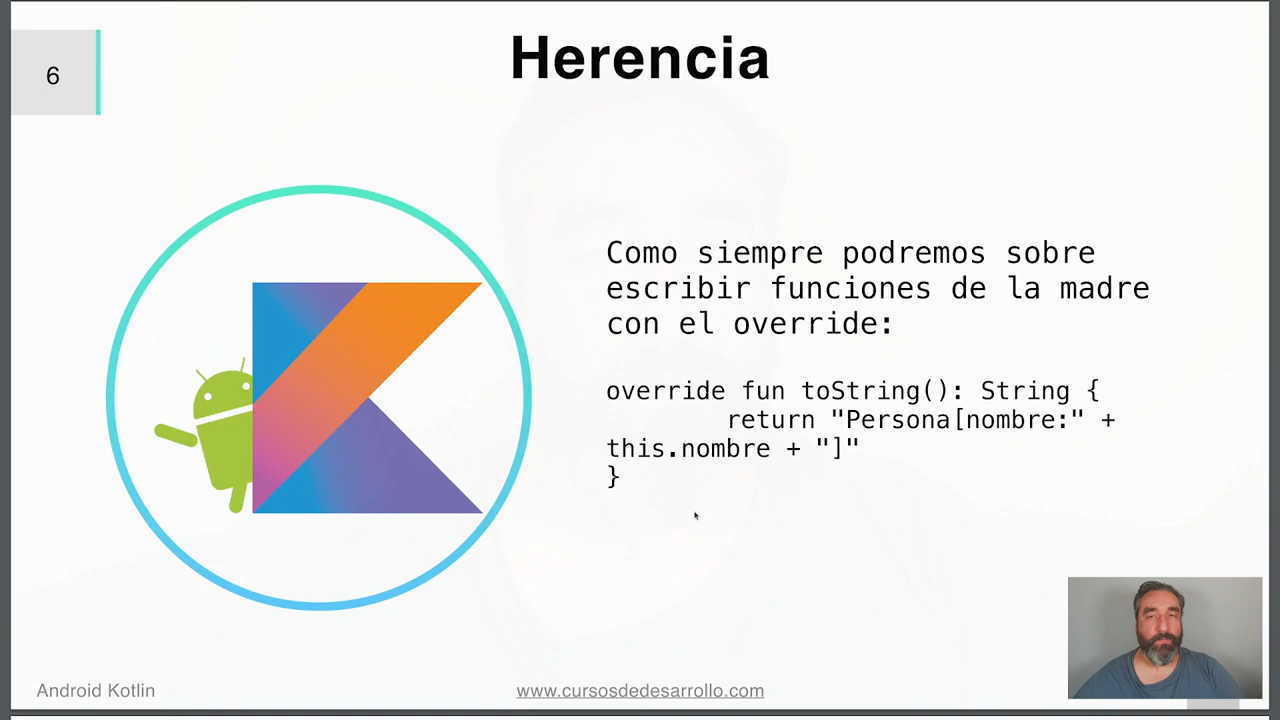 6
Herencia
Como siempre podremos sobre
escribir funciones de la madre
con el override:
override fun toString(): String {
return "Persona[nombre:" +
this.nombre + "]"
}
Android Kotlin
www.cursosdedesarrollo.com